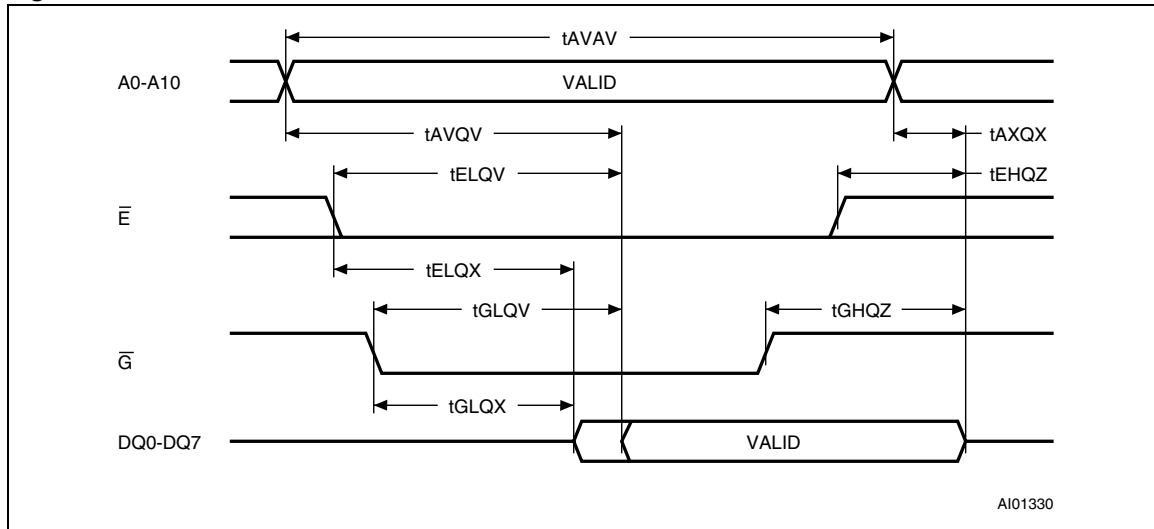 tAVAV
A0-A10
VALID
tAVQV
tAXQX
tELQV
tEHQZ
E̅
tELQX
tGLQV
tGHQZ
G̅
tGLQX
DQ0-DQ7
VALID
AI01330